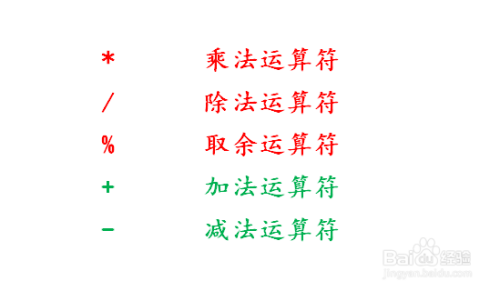 * 乘法运算符
/ 除法运算符
% 取余运算符
+ 加法运算符
- 减法运算符
Baidu 经验
jingyan.baidu.com